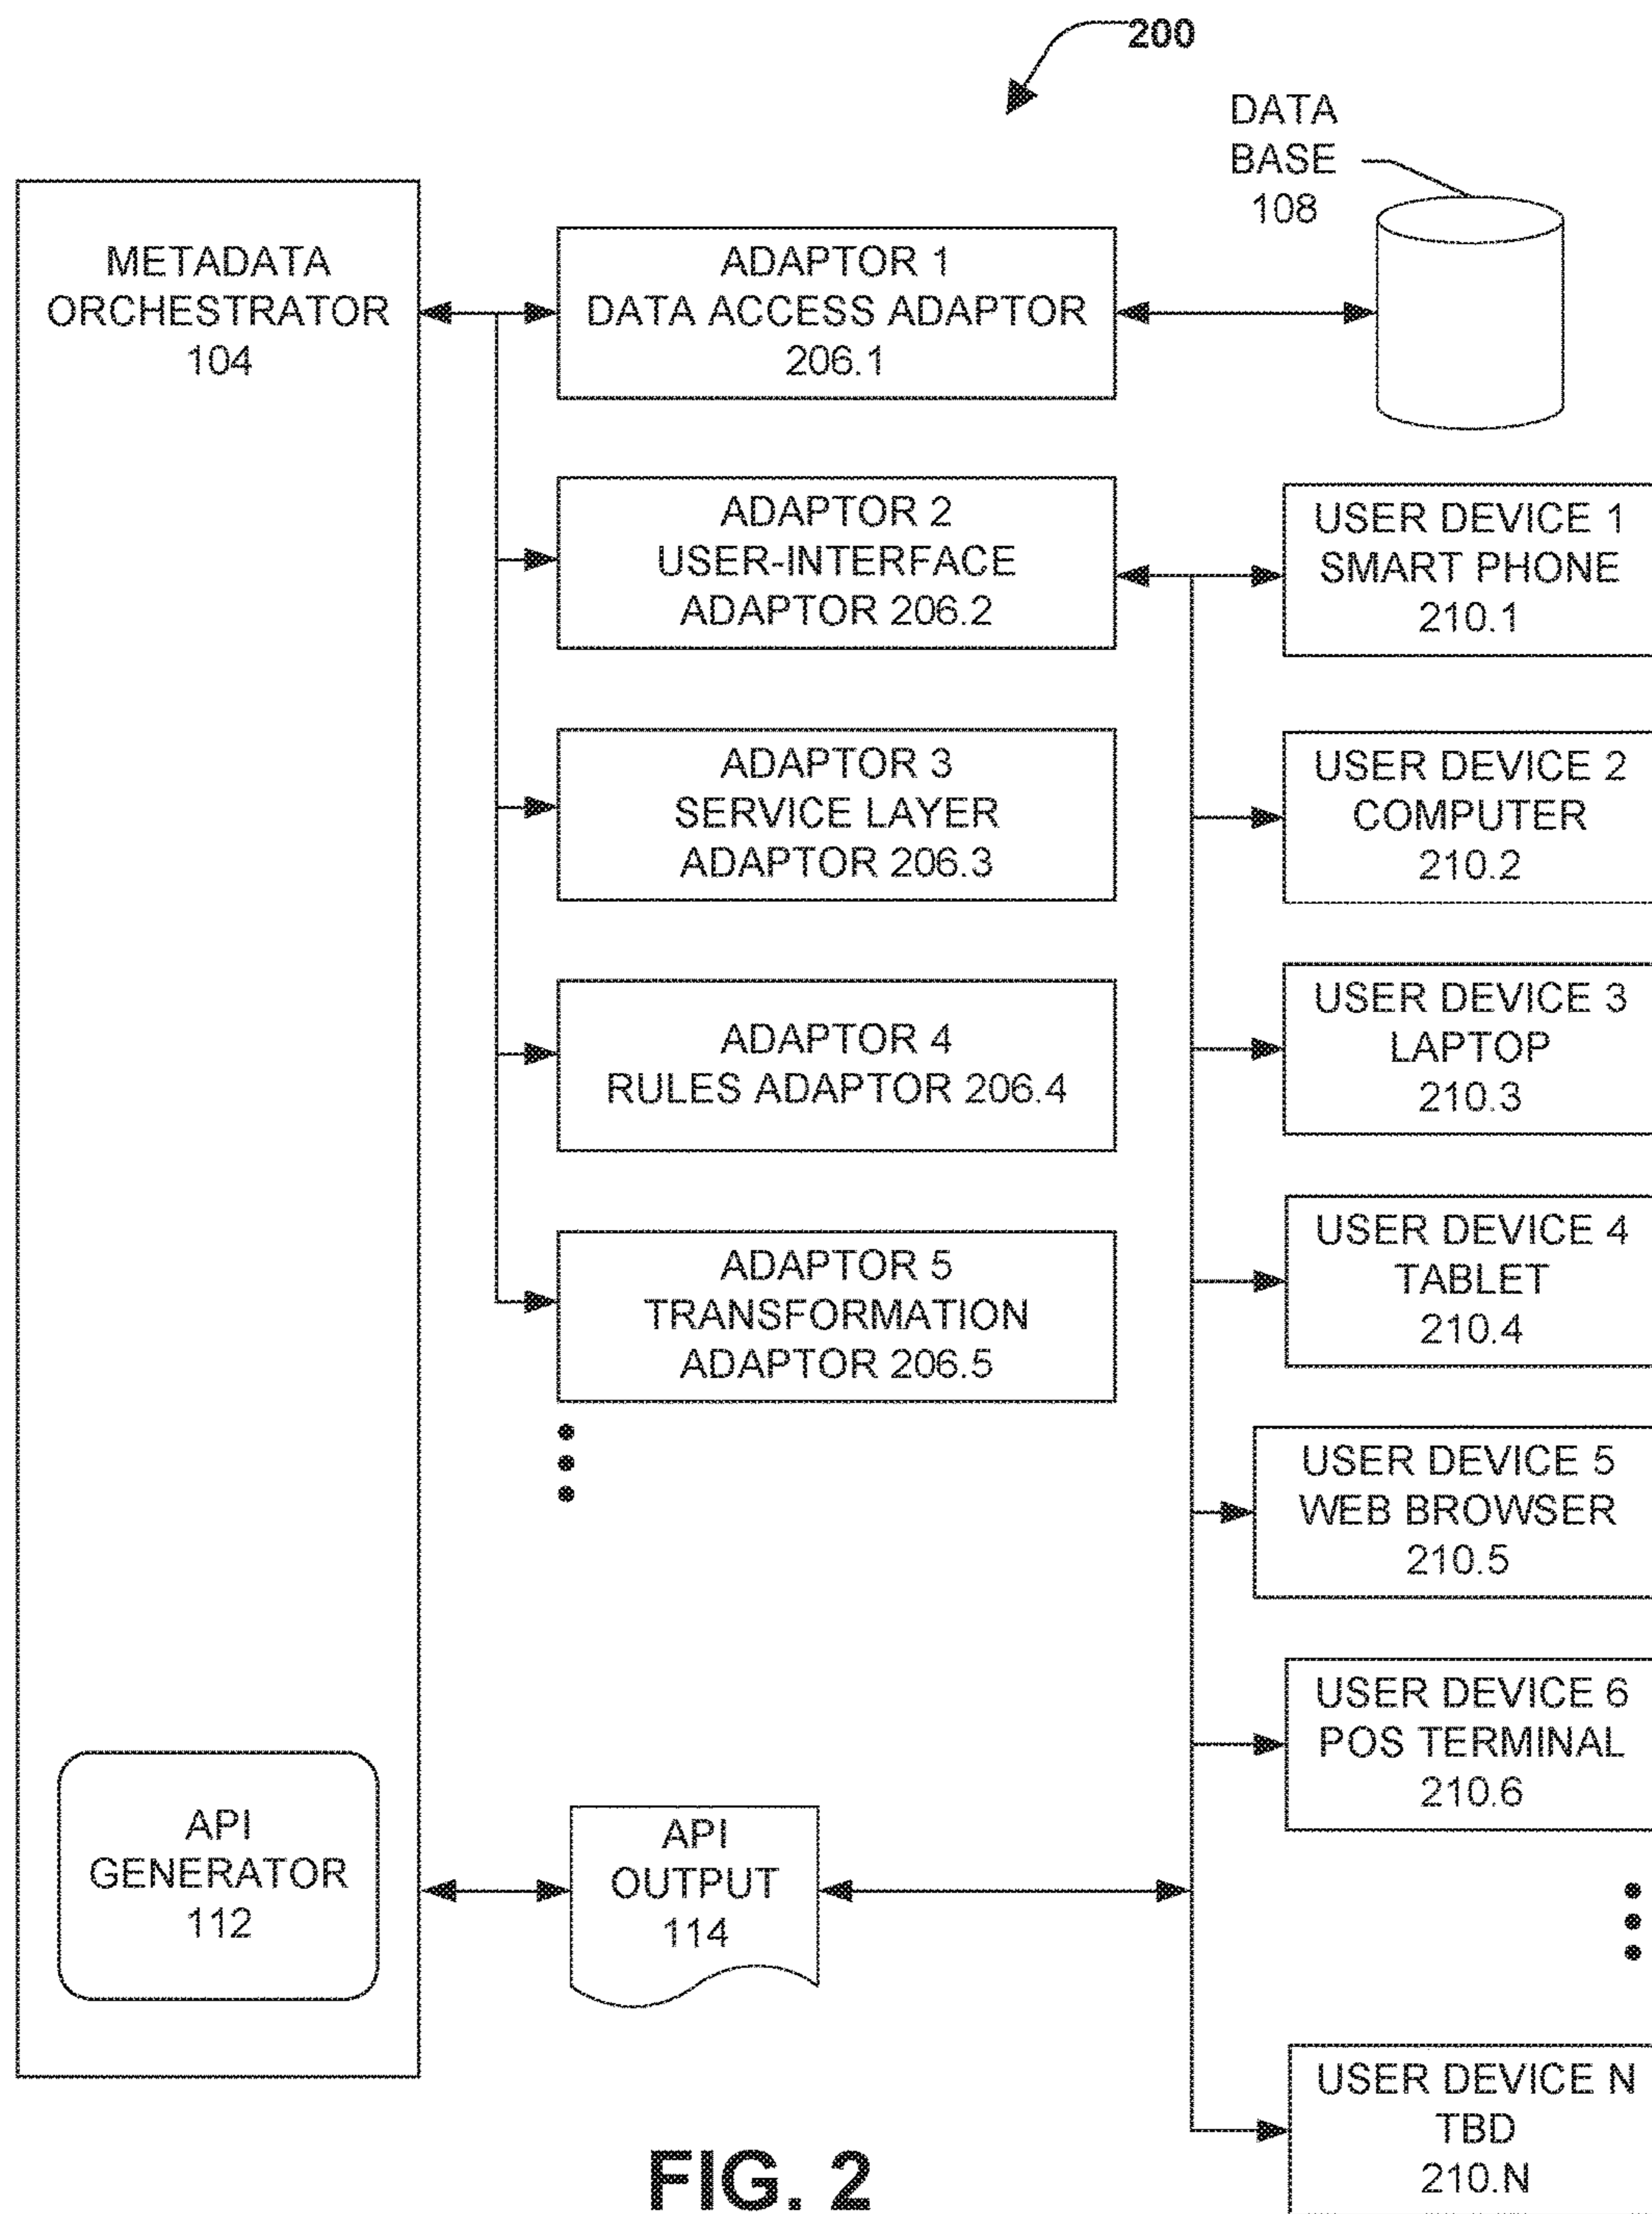 200
DATA
BASE
108
METADATA
ORCHESTRATOR
104
ADAPTOR 1
DATA ACCESS ADAPTOR
206.1
ADAPTOR 2
USER-INTERFACE
ADAPTOR 206.2
USER DEVICE 1
SMART PHONE
210.1
ADAPTOR 3
SERVICE LAYER
ADAPTOR 206.3
USER DEVICE 2
COMPUTER
210.2
ADAPTOR 4
RULES ADAPTOR 206.4
USER DEVICE 3
LAPTOP
210.3
ADAPTOR 5
TRANSFORMATION
ADAPTOR 206.5
USER DEVICE 4
TABLET
210.4
USER DEVICE 5
WEB BROWSER
210.5
USER DEVICE 6
POS TERMINAL
210.6
API
GENERATOR
112
API
OUTPUT
114
USER DEVICE N
TBD
210.N
FIG. 2